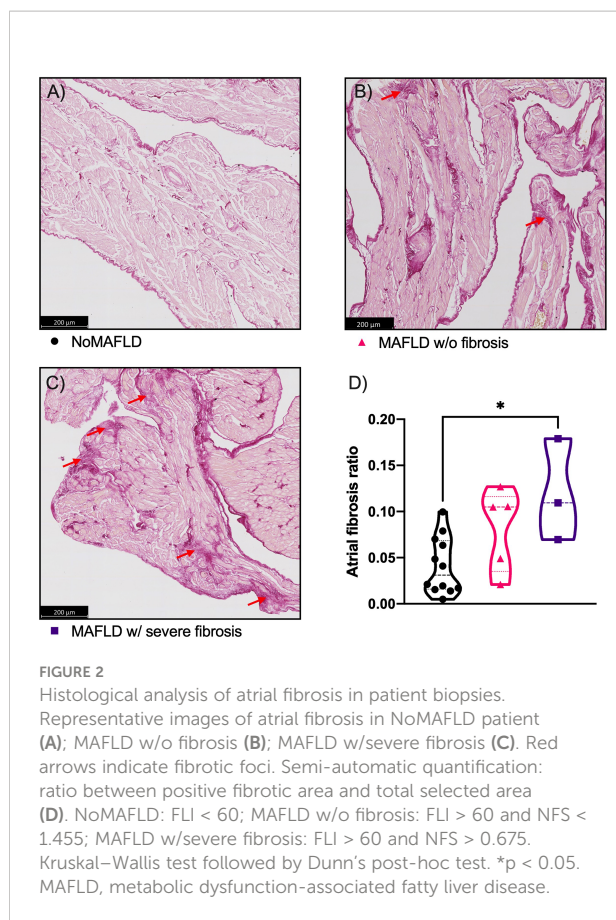 A)
200 µm
● NoMAFLD
B)
200 µm
▲ MAFLD w/o fibrosis
C)
200 µm
■ MAFLD w/ severe fibrosis
D)
*
Atrial fibrosis ratio
0.20
0.15
0.10
0.05
0.00
FIGURE 2
Histological analysis of atrial fibrosis in patient biopsies.
Representative images of atrial fibrosis in NoMAFLD patient
(A); MAFLD w/o fibrosis (B); MAFLD w/severe fibrosis (C). Red
arrows indicate fibrotic foci. Semi-automatic quantification:
ratio between positive fibrotic area and total selected area
(D). NoMAFLD: FLI < 60; MAFLD w/o fibrosis: FLI > 60 and NFS <
1.455; MAFLD w/severe fibrosis: FLI > 60 and NFS > 0.675.
Kruskal–Wallis test followed by Dunn's post-hoc test. *p < 0.05.
MAFLD, metabolic dysfunction-associated fatty liver disease.